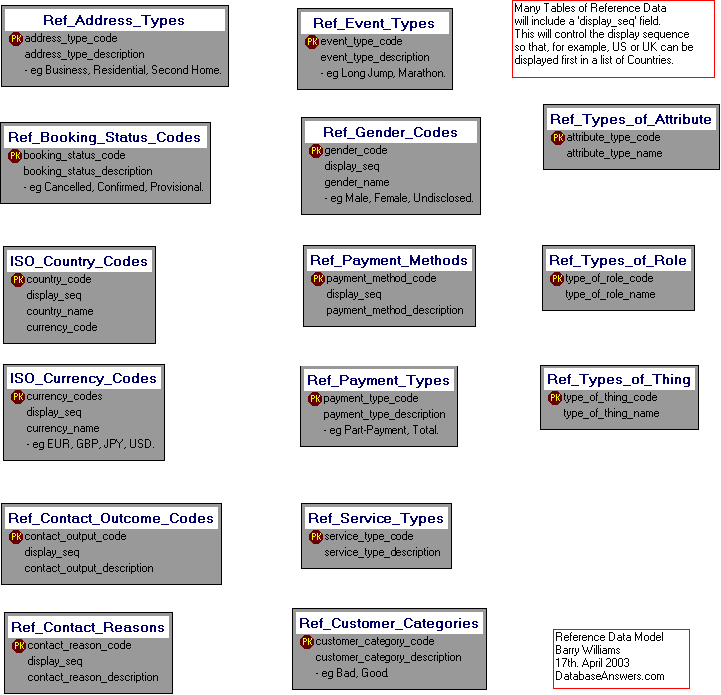 Ref_Address_Types
PK address_type_code
address_type_description
- eg Business, Residential, Second Home.
Ref_Booking_Status_Codes
PK booking_status_code
booking_status_description
- eg Cancelled, Confirmed, Provisional.
ISO_Country_Codes
PK country_code
display_seq
country_name
currency_code
ISO_Currency_Codes
PK currency_codes
display_seq
currency_name
- eg EUR, GBP, JPY, USD.
Ref_Contact_Outcome_Codes
PK contact_output_code
display_seq
contact_output_description
Ref_Contact_Reasons
PK contact_reason_code
display_seq
contact_reason_description
Ref_Event_Types
PK event_type_code
event_type_description
- eg Long Jump, Marathon.
Ref_Gender_Codes
PK gender_code
display_seq
gender_name
- eg Male, Female, Undisclosed.
Ref_Payment_Methods
PK payment_method_code
display_seq
payment_method_description
Ref_Payment_Types
PK payment_type_code
payment_type_description
- eg Part-Payment, Total.
Ref_Service_Types
PK service_type_code
service_type_description
Ref_Customer_Categories
PK customer_category_code
customer_category_description
- eg Bad, Good.
Many Tables of Reference Data
will include a 'display_seq' field.
This will control the display sequence
so that, for example, US or UK can be
displayed first in a list of Countries.
Ref_Types_of_Attribute
PK attribute_type_code
attribute_type_name
Ref_Types_of_Role
PK type_of_role_code
type_of_role_name
Ref_Types_of_Thing
PK type_of_thing_code
type_of_thing_name
Reference Data Model
Barry Williams
17th. April 2003
DatabaseAnswers.com